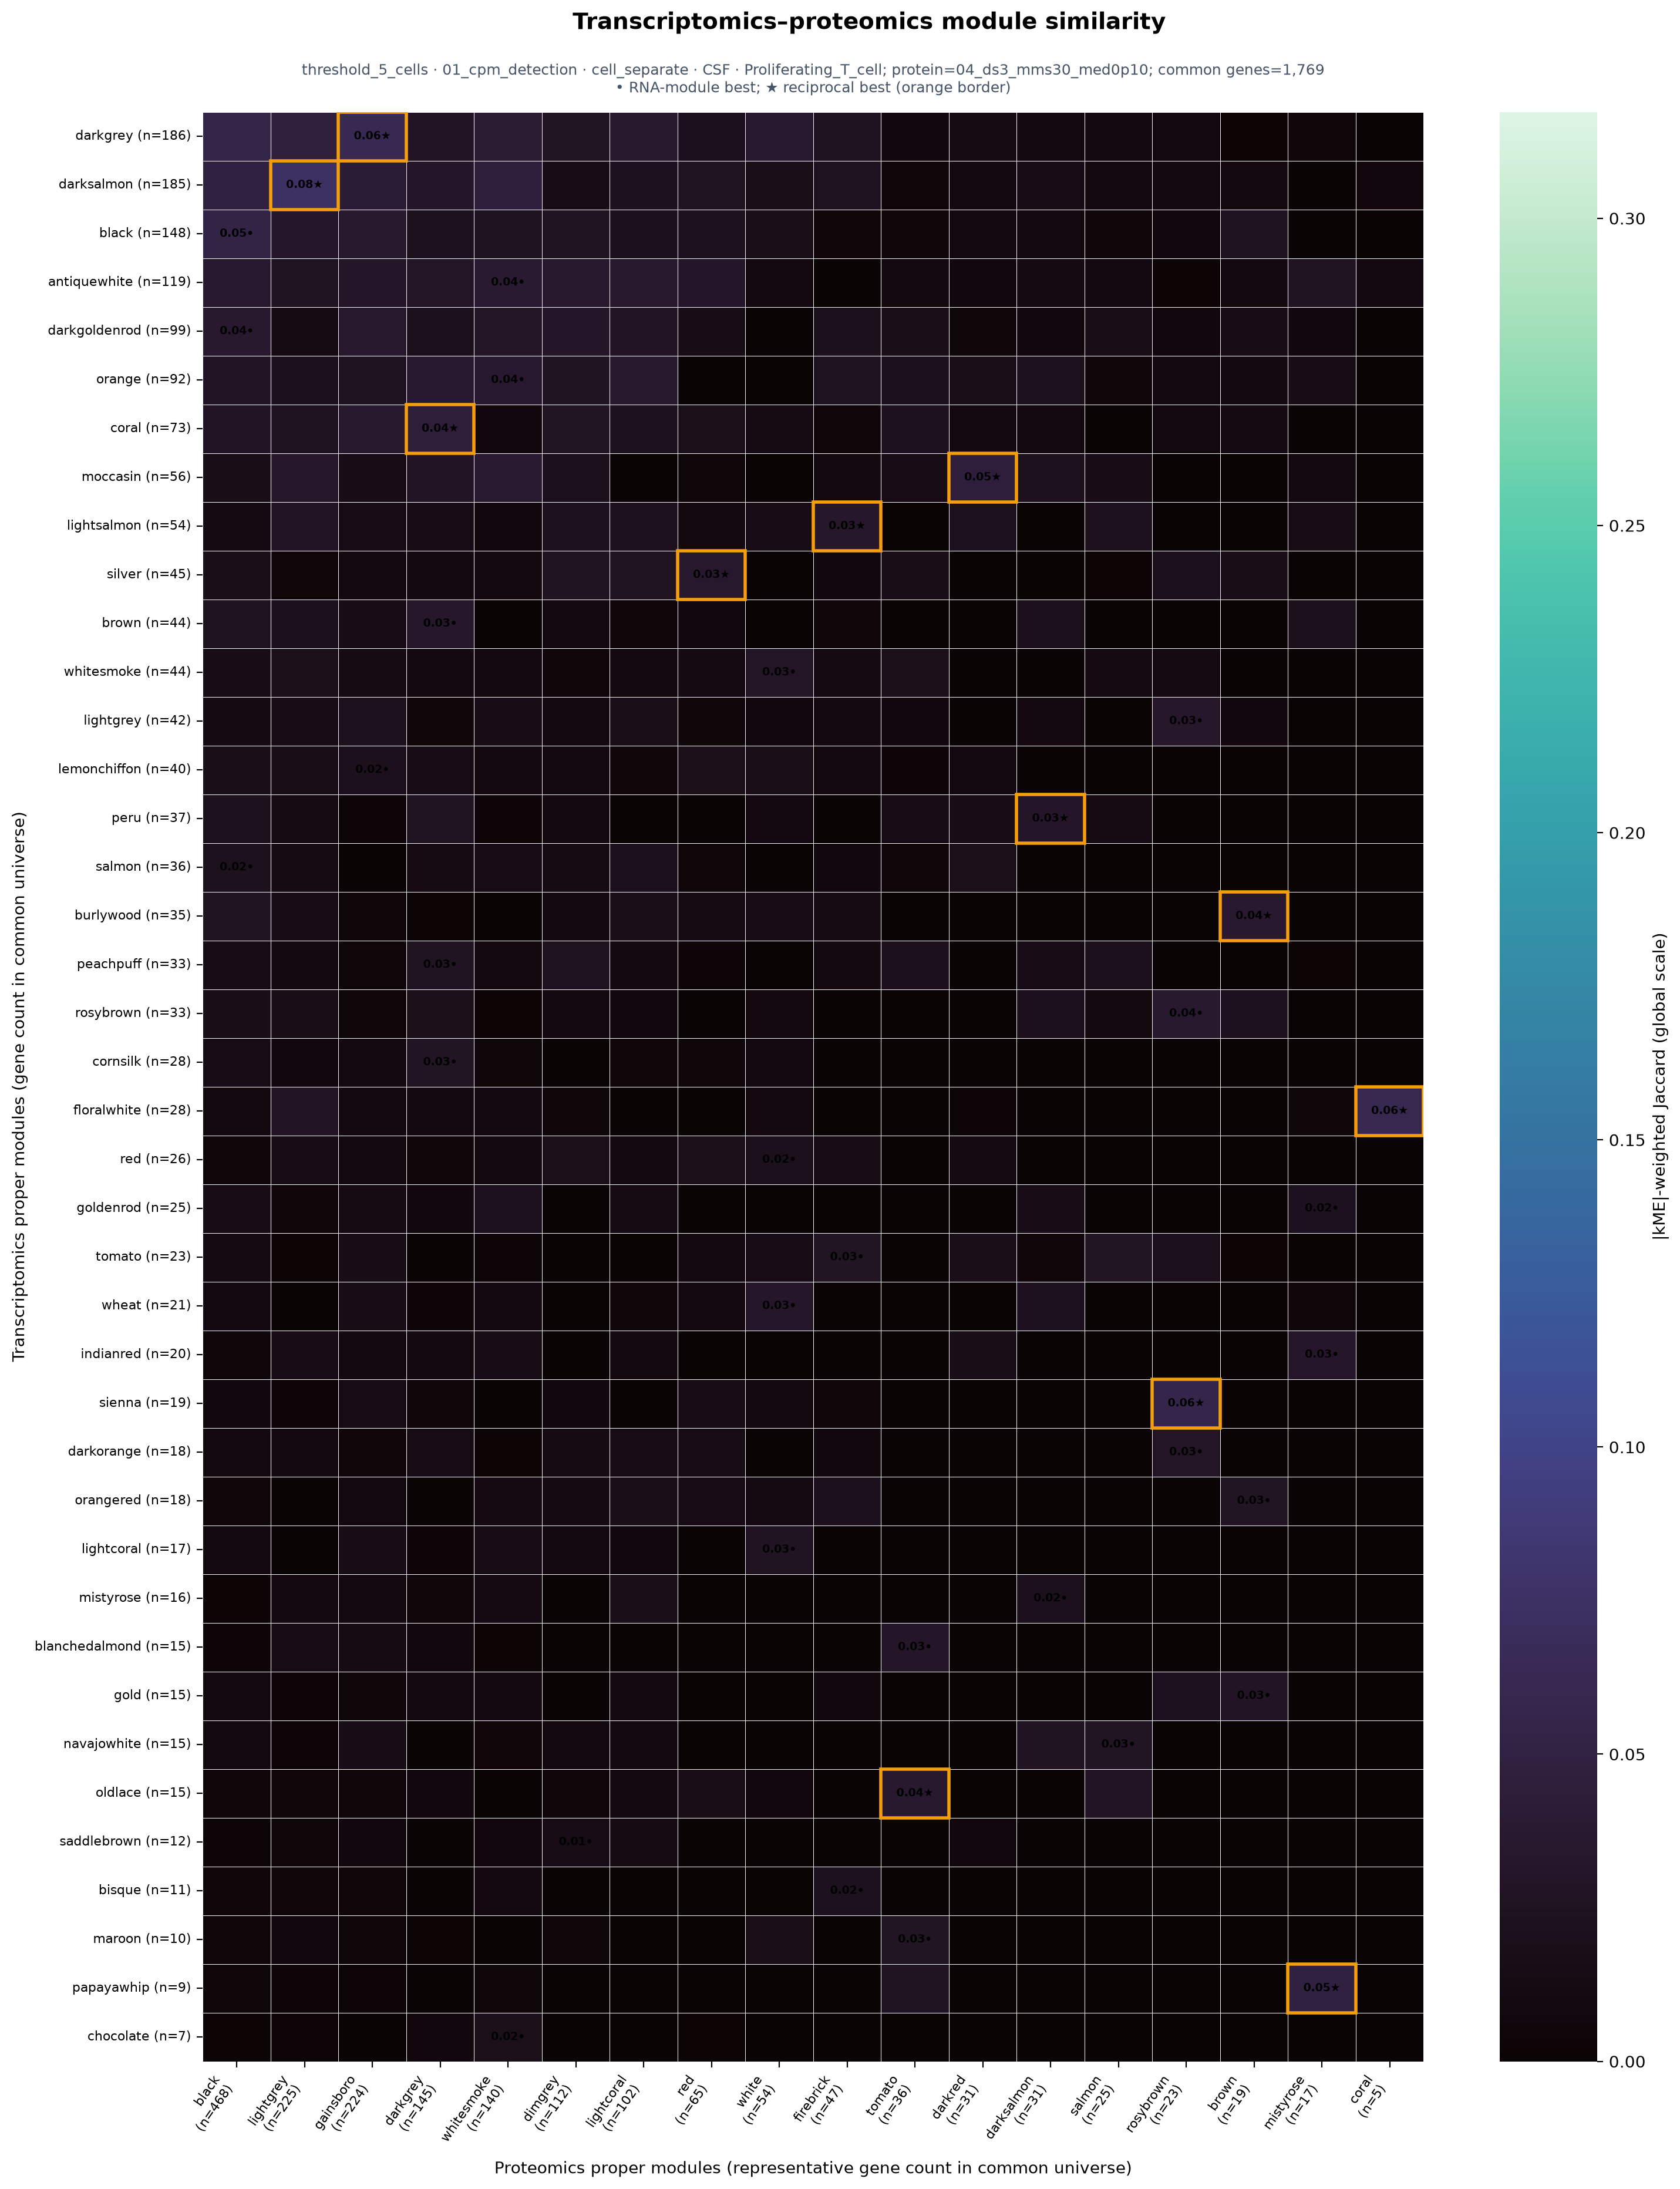 Transcriptomics–proteomics module similarity
threshold_5_cells · 01_cpm_detection · cell_separate · CSF · Proliferating_T_cell; protein=04_ds3_mms30_med0p10; common genes=1,769
• RNA-module best; ★ reciprocal best (orange border)
Transcriptomics proper modules (gene count in common universe)
darkgrey (n=186)
0.06★
darksalmon (n=185)
0.08★
black (n=148)
0.05•
antiquewhite (n=119)
0.04•
darkgoldenrod (n=99)
0.04•
orange (n=92)
0.04•
coral (n=73)
0.04★
moccasin (n=56)
0.05★
lightsalmon (n=54)
0.03★
silver (n=45)
0.03★
brown (n=44)
0.03•
whitesmoke (n=44)
0.03•
lightgrey (n=42)
0.03•
lemonchiffon (n=40)
0.02•
peru (n=37)
0.03★
salmon (n=36)
0.02•
burlywood (n=35)
0.04★
peachpuff (n=33)
0.03•
rosybrown (n=33)
0.04•
cornsilk (n=28)
0.03•
floralwhite (n=28)
0.06★
red (n=26)
0.02•
goldenrod (n=25)
0.02•
tomato (n=23)
0.03•
wheat (n=21)
0.03•
indianred (n=20)
0.03•
sienna (n=19)
0.06★
darkorange (n=18)
0.03•
orangered (n=18)
0.03•
lightcoral (n=17)
0.03•
mistyrose (n=16)
0.02•
blanchedalmond (n=15)
0.03•
gold (n=15)
0.03•
navajowhite (n=15)
0.03•
oldlace (n=15)
0.04★
saddlebrown (n=12)
0.01•
bisque (n=11)
0.02•
maroon (n=10)
0.03•
papayawhip (n=9)
0.05★
chocolate (n=7)
0.02•
black
(n=468)
lightgrey
(n=225)
gainsboro
(n=224)
darkgrey
(n=145)
whitesmoke
(n=140)
dimgrey
(n=112)
lightcoral
(n=102)
red
(n=65)
white
(n=54)
firebrick
(n=47)
tomato
(n=36)
darkred
(n=31)
darksalmon
(n=31)
salmon
(n=25)
rosybrown
(n=23)
brown
(n=19)
mistyrose
(n=17)
coral
(n=5)
Proteomics proper modules (representative gene count in common universe)
0.30
0.25
0.20
0.15
0.10
0.05
0.00
|kME|-weighted Jaccard (global scale)